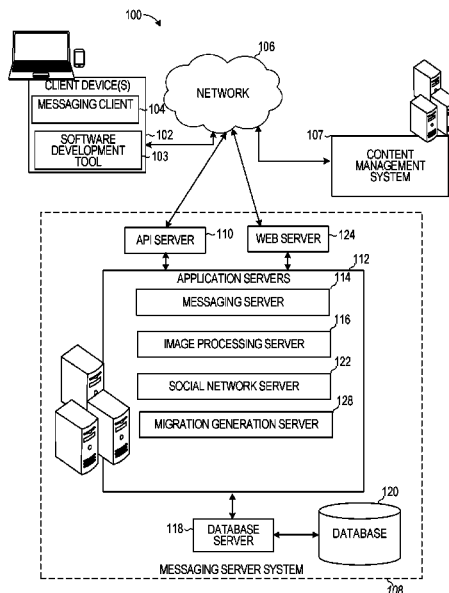 100
106
CLIENT DEVICE(S)
MESSAGING CLIENT
104
SOFTWARE
DEVELOPMENT
TOOL
102
103
NETWORK
107
CONTENT
MANAGEMENT
SYSTEM
API SERVER
110
WEB SERVER
124
112
APPLICATION SERVERS
114
MESSAGING SERVER
116
IMAGE PROCESSING SERVER
122
SOCIAL NETWORK SERVER
128
MIGRATION GENERATION SERVER
118
DATABASE
SERVER
120
DATABASE
MESSAGING SERVER SYSTEM
108